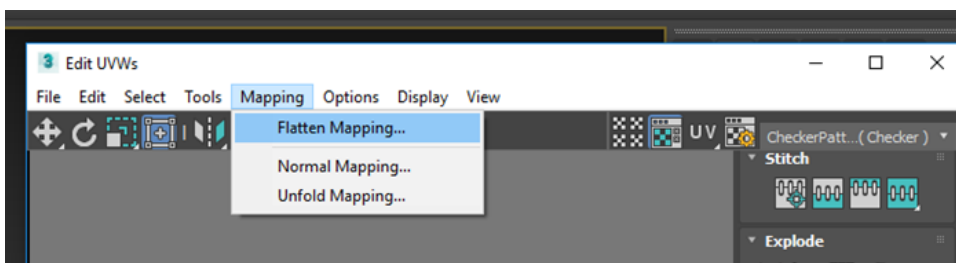 3 Edit UVWs
File Edit Select Tools Mapping Options Display View
Flatten Mapping...
UV
CheckerPatt...( Checker )
Normal Mapping...
Unfold Mapping...
Stitch
Explode